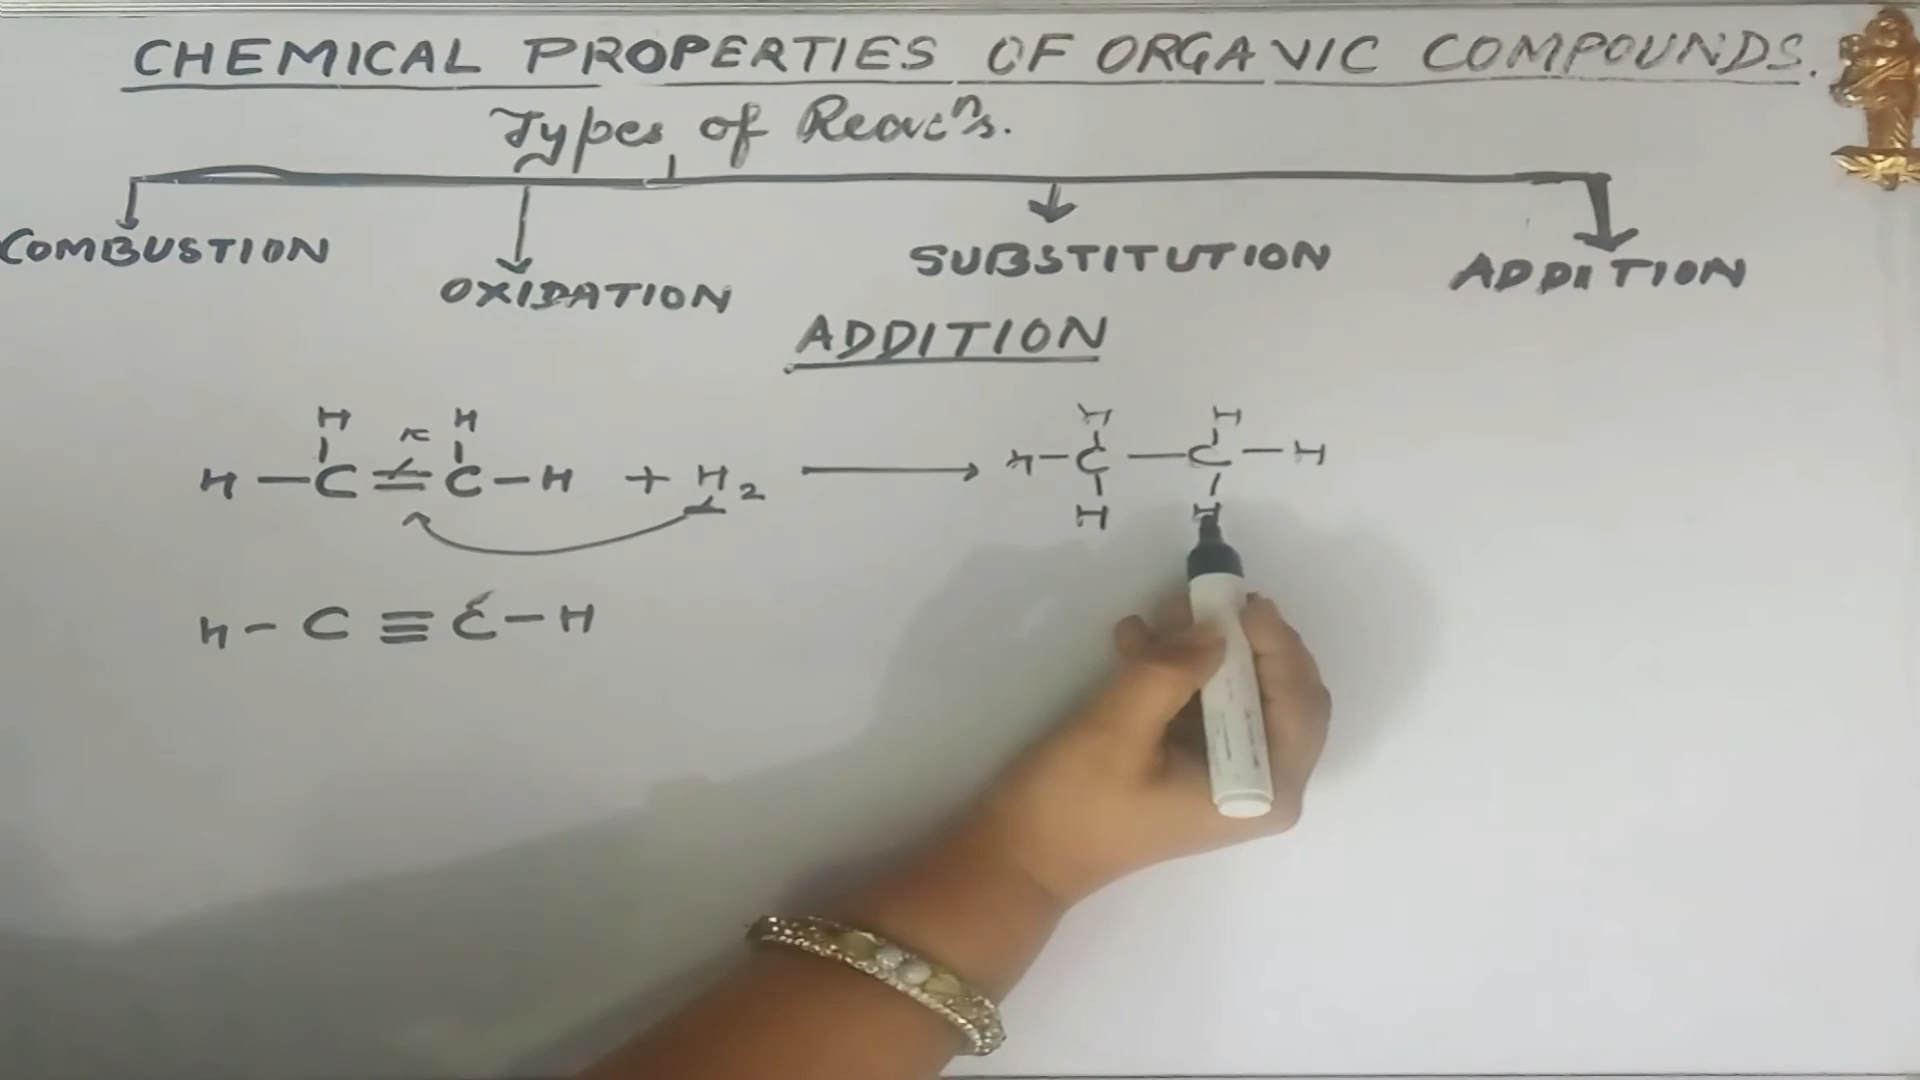 CHEMICAL PROPERTIES OF ORGANIC COMPOUNDS.
Types of Reacⁿs.
COMBUSTION OXIDATION SUBSTITUTION ADDITION
ADDITION
H H H H
H-C=C-H + H₂ → H-C-C-H
H H
H-C≡C-H